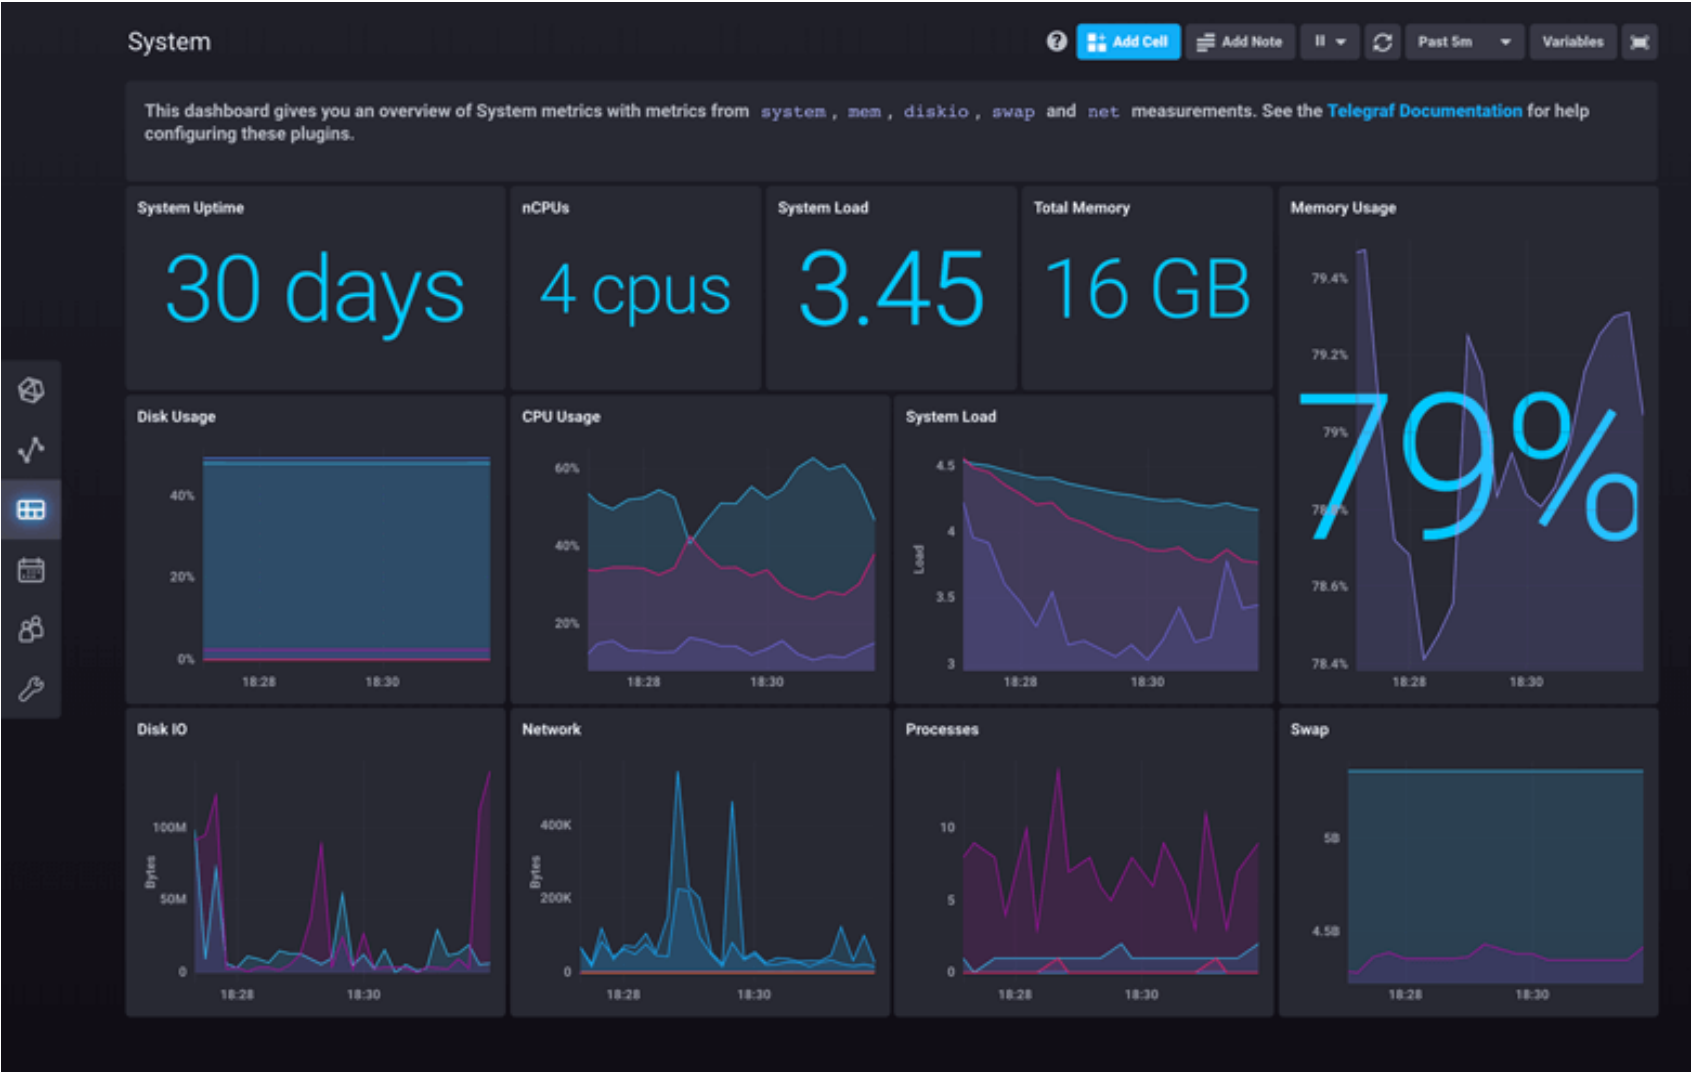 System
Add Cell
Add Note
Past 5m
Variables
This dashboard gives you an overview of System metrics with metrics from system, mem, diskio, swap and net measurements. See the Telegraf Documentation for help
configuring these plugins.
System Uptime
30 days
nCPUs
4 cpus
System Load
3.45
Total Memory
16 GB
Memory Usage
79.4%
79.2%
79%
78.6%
78.4%
79%
18:28
18:30
Disk Usage
40%
20%
0%
18:28
18:30
CPU Usage
60%
40%
20%
18:28
18:30
System Load
Load
4.5
4
3.5
3
18:28
18:30
Disk IO
Bytes
100M
50M
0
18:28
18:30
Network
Bytes
400K
200K
0
18:28
18:30
Processes
10
5
0
18:28
18:30
Swap
5B
4.5B
18:28
18:30